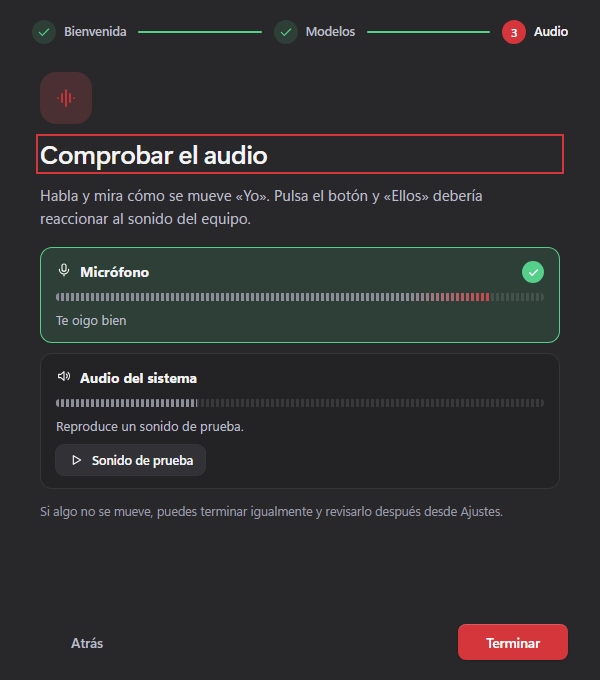 Bienvenida
Modelos
3 Audio
Comprobar el audio
Habla y mira cómo se mueve «Yo». Pulsa el botón y «Ellos» debería
reaccionar al sonido del equipo.
Micrófono
Te oigo bien
Audio del sistema
Reproduce un sonido de prueba.
Sonido de prueba
Si algo no se mueve, puedes terminar igualmente y revisarlo después desde Ajustes.
Atrás
Terminar